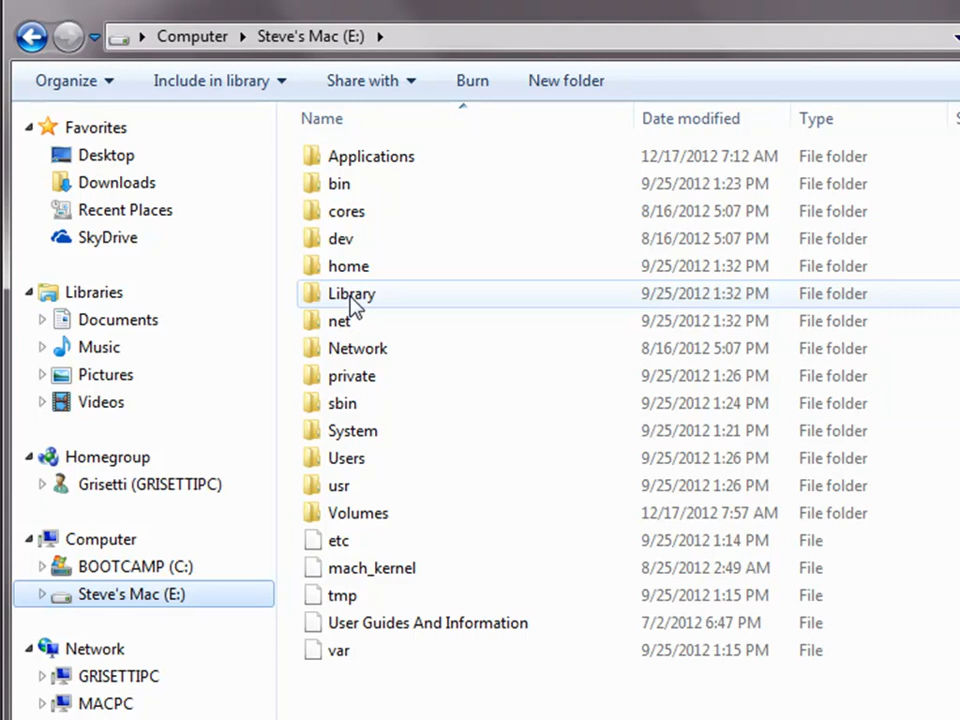 Computer Steve's Mac (E:)
Organize Include in library Share with Burn New folder
Favorites
Desktop
Downloads
Recent Places
SkyDrive
Libraries
Documents
Music
Pictures
Videos
Homegroup
Grisetti (GRISETTIPC)
Computer
BOOTCAMP (C:)
Steve's Mac (E:)
Network
GRISETTIPC
MACPC
Name Date modified Type S
Applications 12/17/2012 7:12 AM File folder
bin 9/25/2012 1:23 PM File folder
cores 8/16/2012 5:07 PM File folder
dev 8/16/2012 5:07 PM File folder
home 9/25/2012 1:32 PM File folder
Library 9/25/2012 1:32 PM File folder
net 9/25/2012 1:32 PM File folder
Network 8/16/2012 5:07 PM File folder
private 9/25/2012 1:26 PM File folder
sbin 9/25/2012 1:24 PM File folder
System 9/25/2012 1:21 PM File folder
Users 9/25/2012 1:26 PM File folder
usr 9/25/2012 1:26 PM File folder
Volumes 12/17/2012 7:57 AM File folder
etc 9/25/2012 1:14 PM File
mach_kernel 8/25/2012 2:49 AM File
tmp 9/25/2012 1:15 PM File
User Guides And Information 7/2/2012 6:47 PM File
var 9/25/2012 1:15 PM File